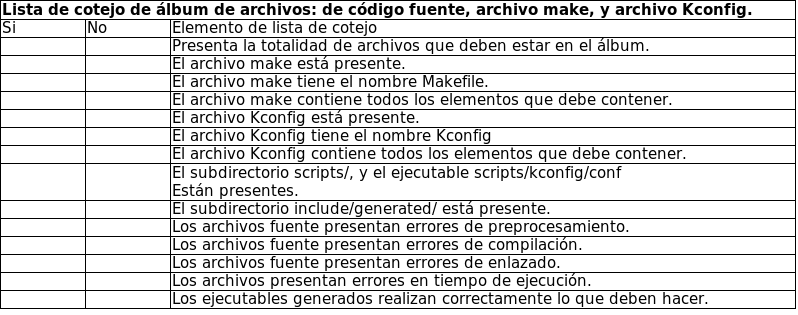 Lista de cotejo de álbum de archivos: de código fuente, archivo make, y archivo Kconfig.
Si No Elemento de lista de cotejo
Presenta la totalidad de archivos que deben estar en el álbum.
El archivo make está presente.
El archivo make tiene el nombre Makefile.
El archivo make contiene todos los elementos que debe contener.
El archivo Kconfig está presente.
El archivo Kconfig tiene el nombre Kconfig
El archivo Kconfig contiene todos los elementos que debe contener.
El subdirectorio scripts/, y el ejecutable scripts/kconfig/conf
Están presentes.
El subdirectorio include/generated/ está presente.
Los archivos fuente presentan errores de preprocesamiento.
Los archivos fuente presentan errores de compilación.
Los archivos fuente presentan errores de enlazado.
Los archivos presentan errores en tiempo de ejecución.
Los ejecutables generados realizan correctamente lo que deben hacer.